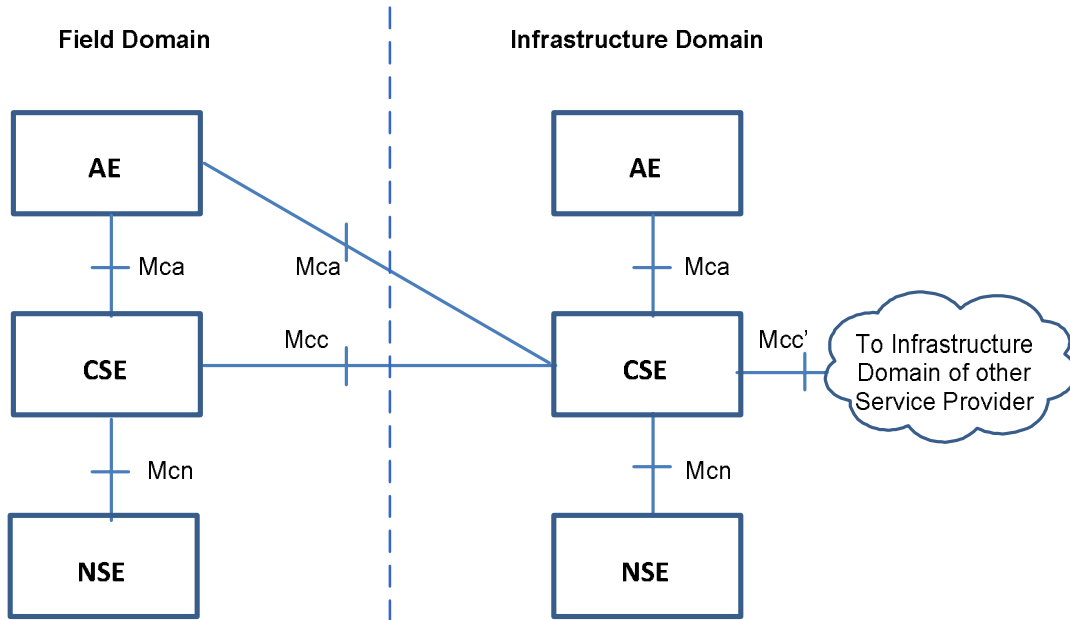 Field Domain
Infrastructure Domain
AE
AE
Mca
Mca
Mca
Mcc
Mcc’
CSE
CSE
To Infrastructure
Domain of other
Service Provider
Mcn
Mcn
NSE
NSE